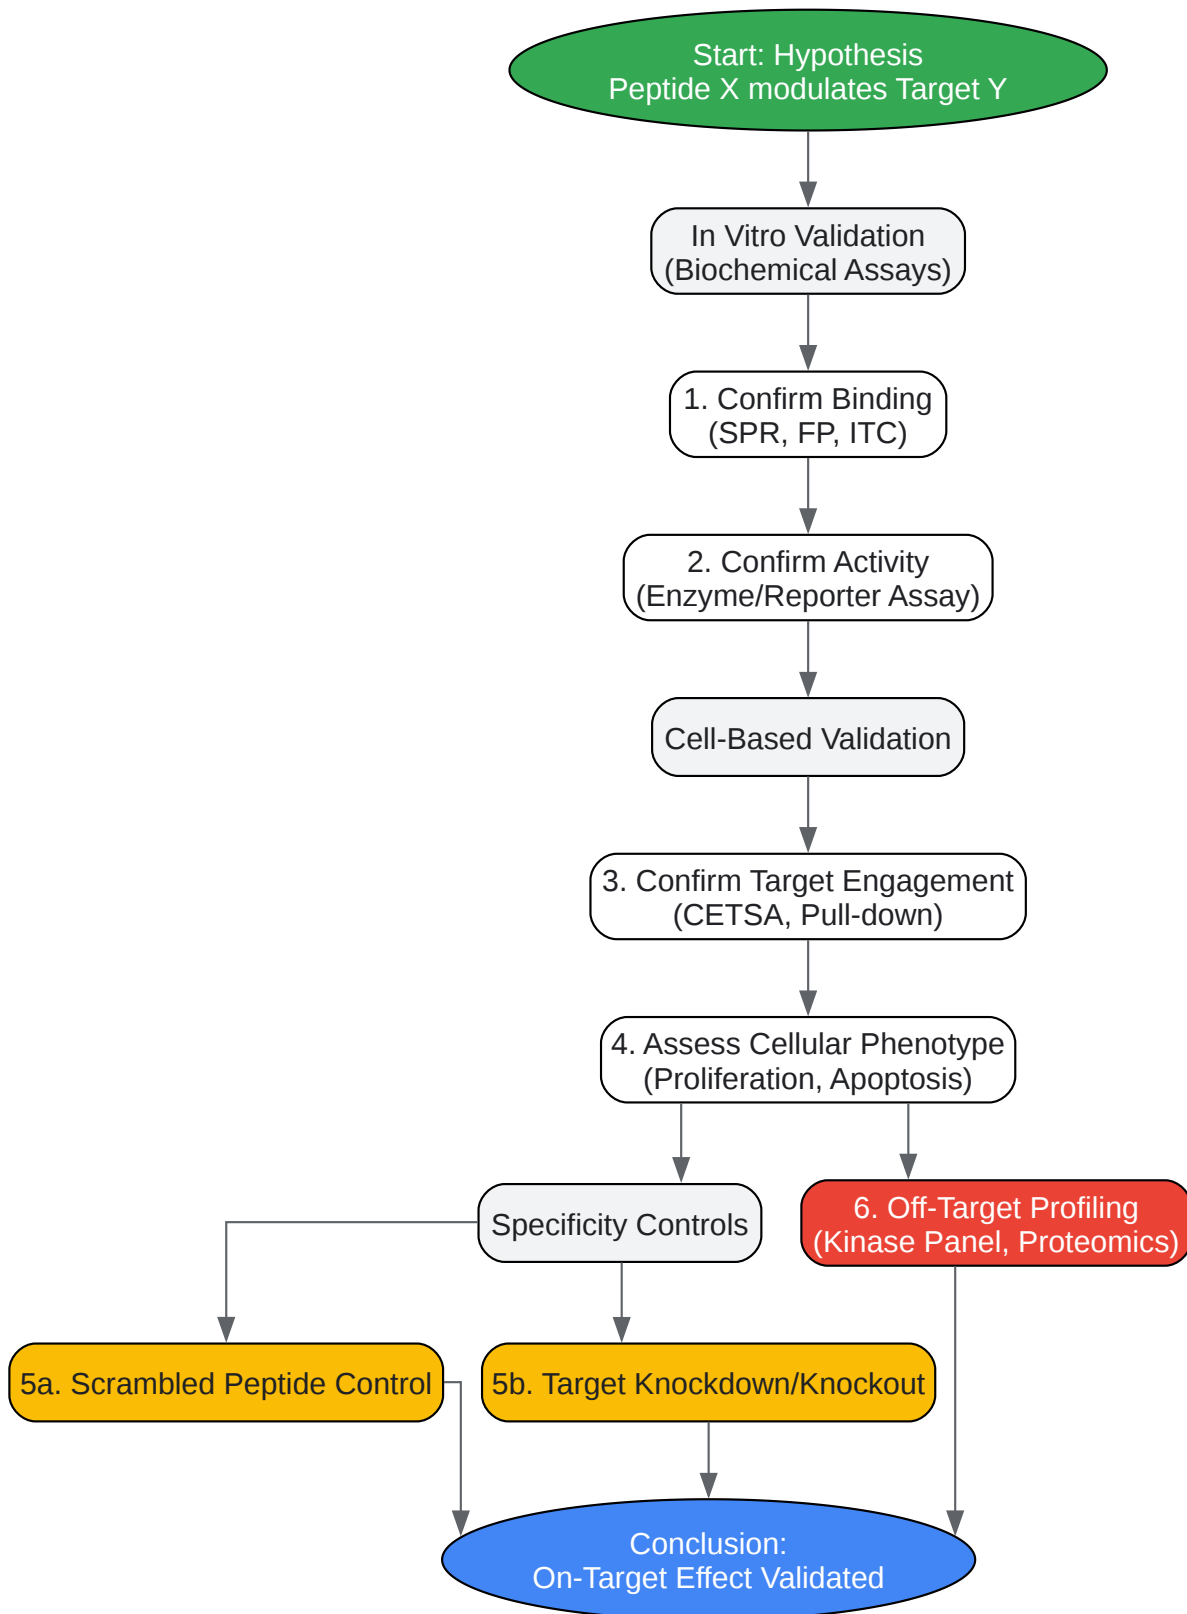 Start: Hypothesis
Peptide X modulates Target Y
In Vitro Validation
(Biochemical Assays)
1. Confirm Binding
(SPR, FP, ITC)
2. Confirm Activity
(Enzyme/Reporter Assay)
Cell-Based Validation
3. Confirm Target Engagement
(CETSA, Pull-down)
4. Assess Cellular Phenotype
(Proliferation, Apoptosis)
Specificity Controls
6. Off-Target Profiling
(Kinase Panel, Proteomics)
5a. Scrambled Peptide Control
5b. Target Knockdown/Knockout
Conclusion:
On-Target Effect Validated